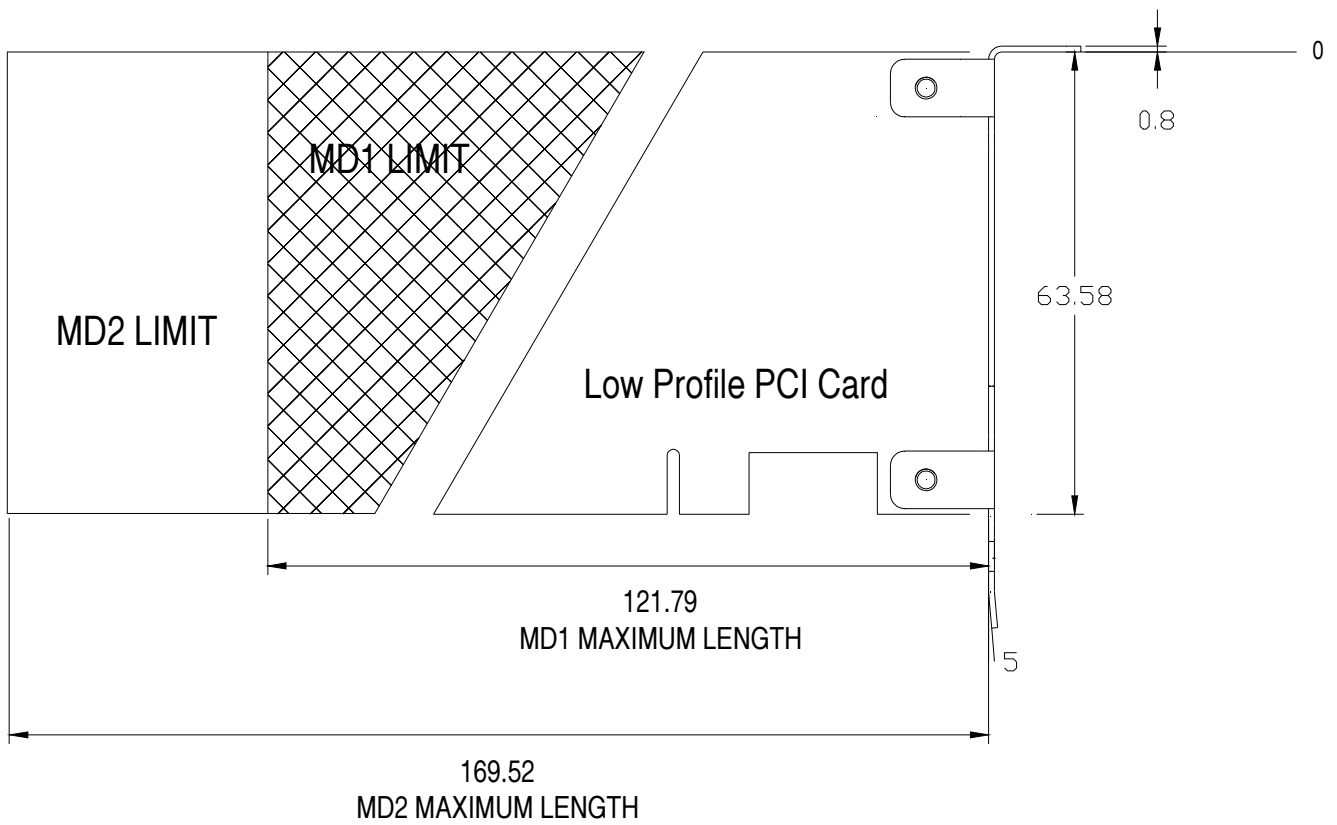 0
0.8
MD1 LIMIT
63.58
MD2 LIMIT
Low Profile PCI Card
121.79
MD1 MAXIMUM LENGTH
5
169.52
MD2 MAXIMUM LENGTH